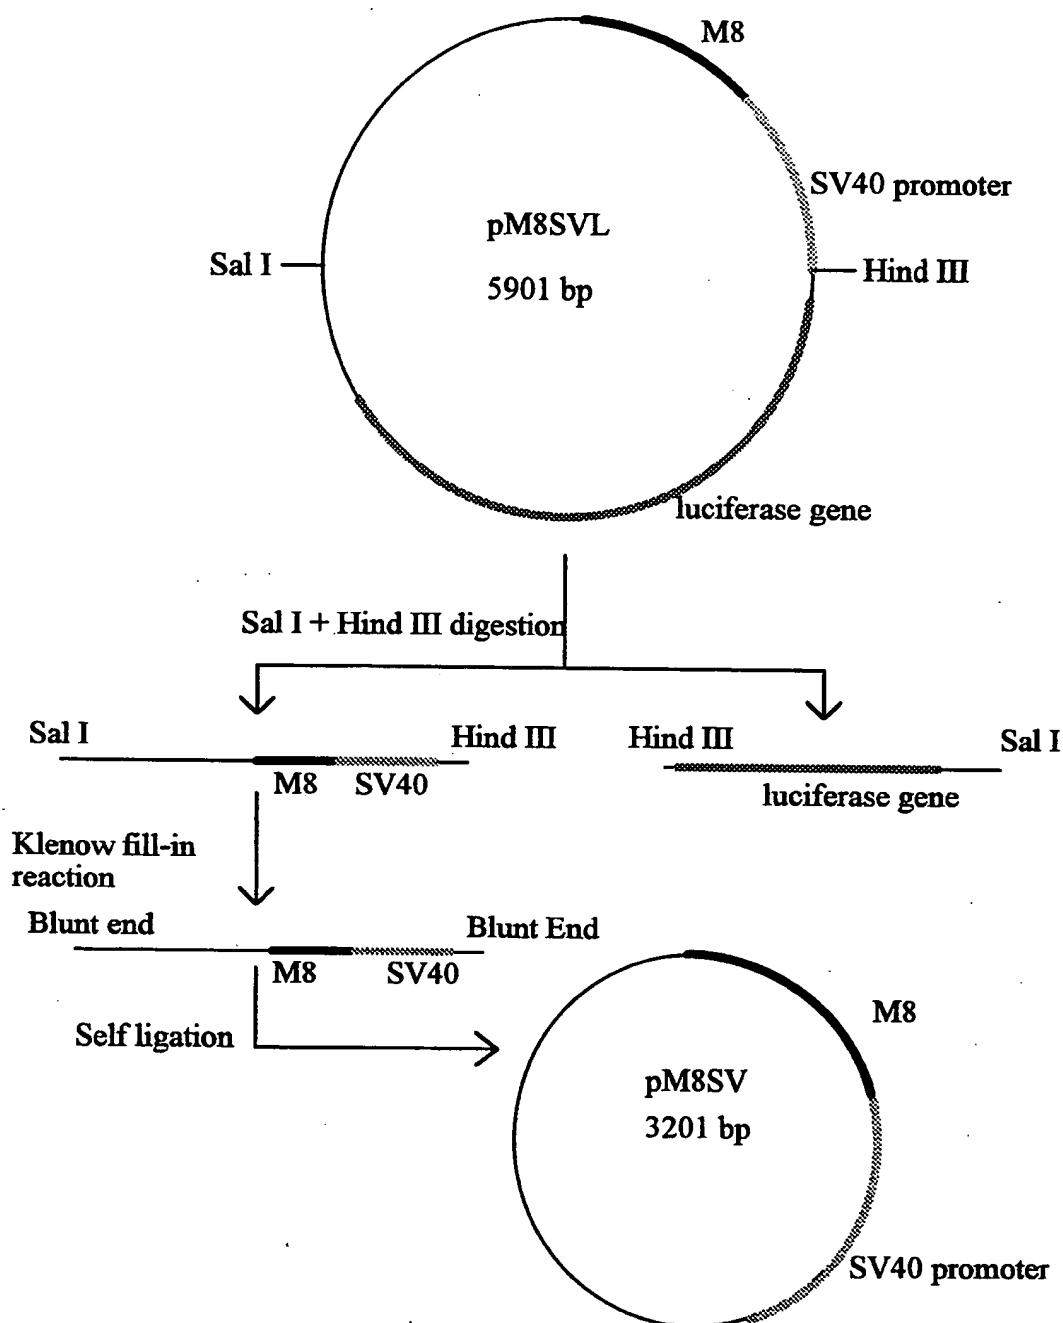 M8
SV40 promoter
pM8SVL
Sal I
Hind III
5901 bp
luciferase gene
Sal I + Hind III digestion
Sal I
Hind III
Hind III
Sal I
M8
SV40
luciferase gene
Klenow fill-in
reaction
Blunt end
Blunt End
M8
SV40
M8
Self ligation
pM8SV
3201 bp
SV40 promoter